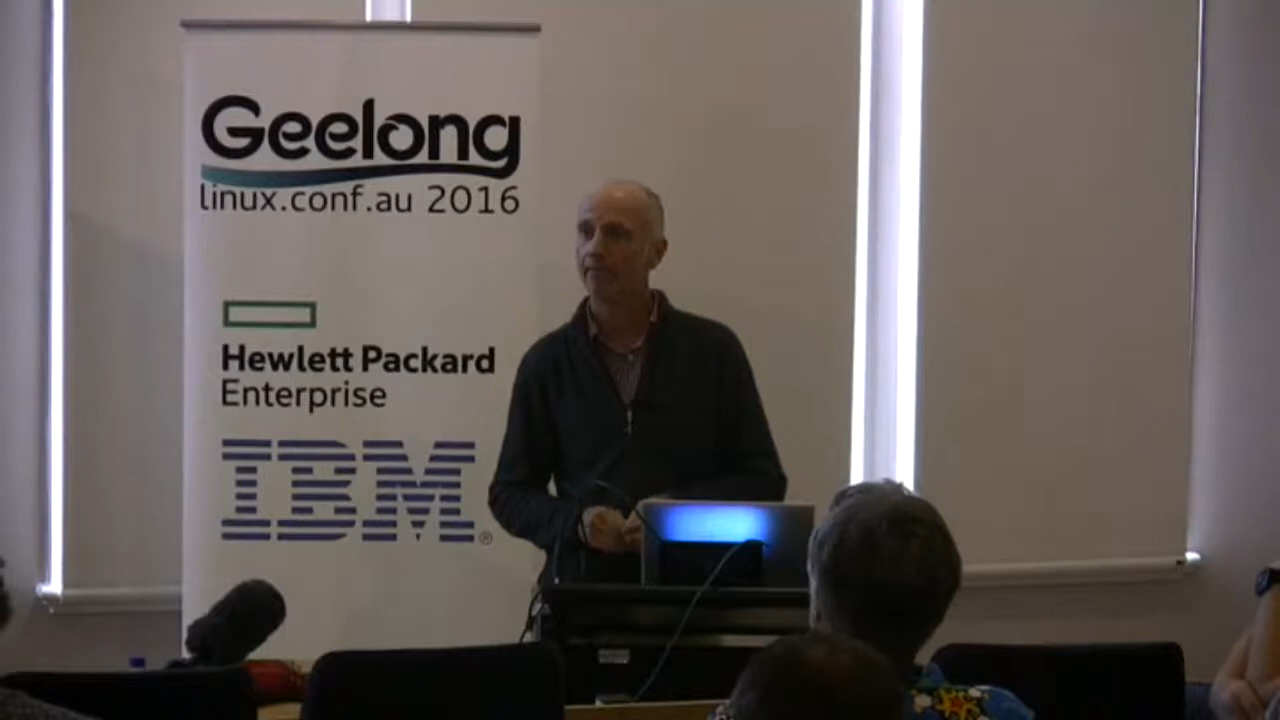 Geelong
linux.conf.au 2016
Hewlett Packard
Enterprise
IBM®